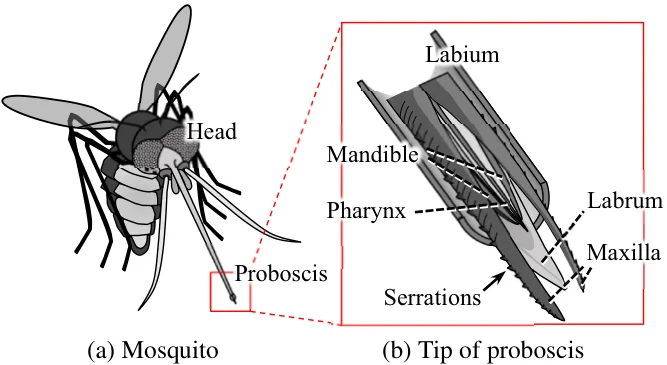 Labium
Head
Mandible
Pharynx
Labrum
Maxilla
Proboscis
Serrations
(a) Mosquito
(b) Tip of proboscis